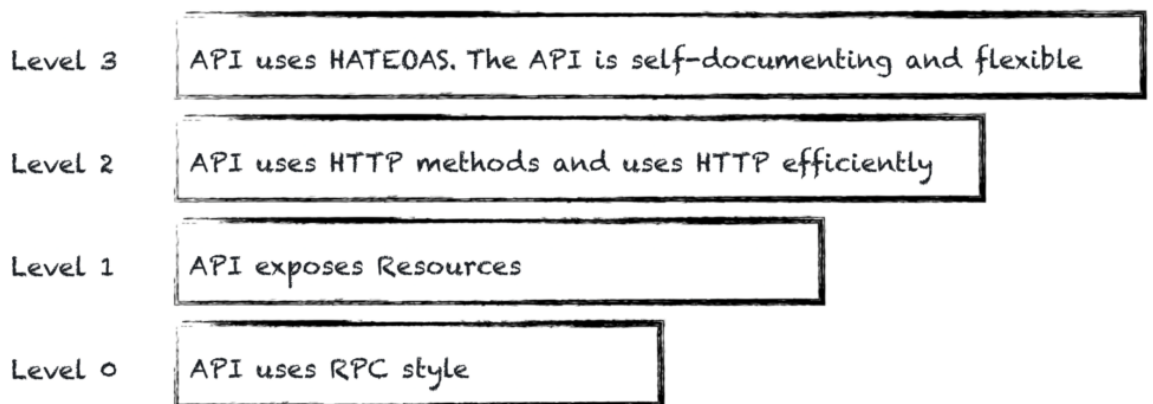 Level 3 API uses HATEOAS. The API is self-documenting and flexible
Level 2 API uses HTTP methods and uses HTTP efficiently
Level 1 API exposes Resources
Level 0 API uses RPC style